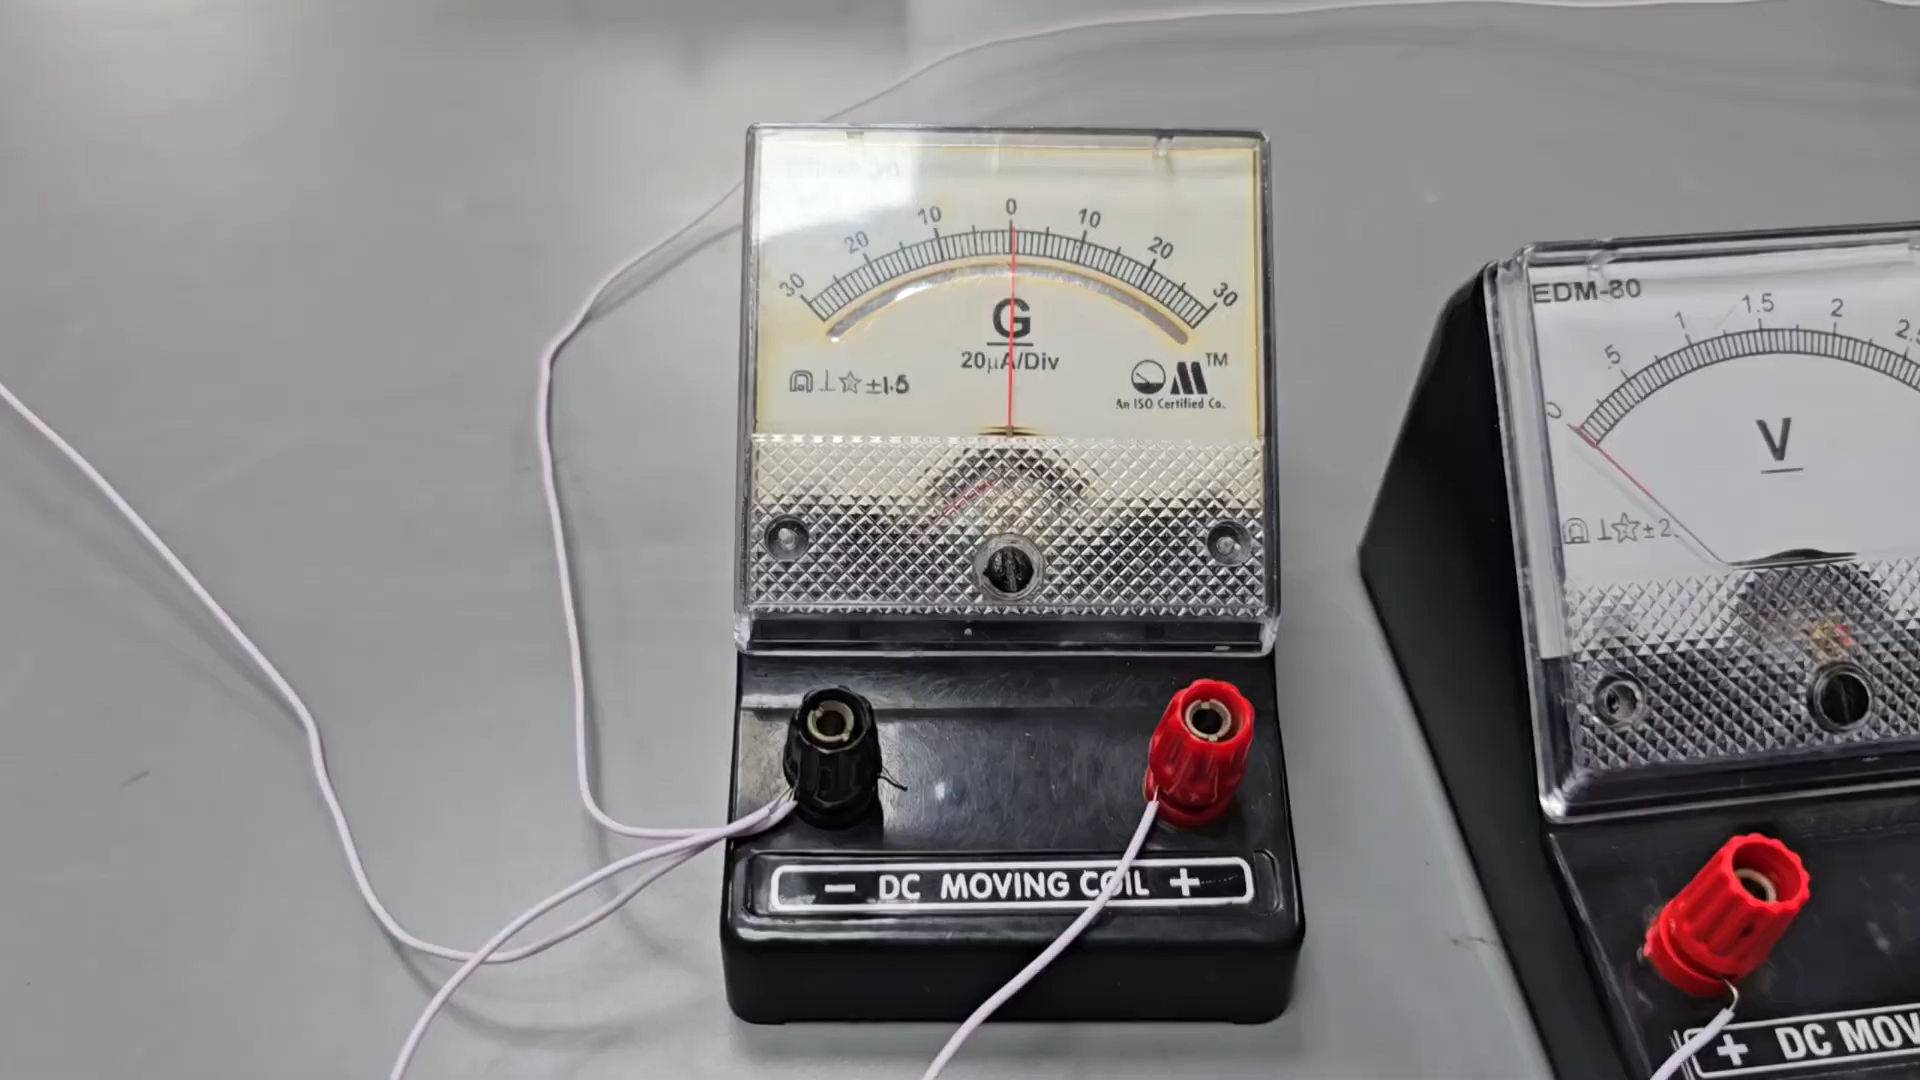 0
10 10
20 20
30 30
G
20µA/Div
±1.5
TM
An ISO Certified Co.
− DC MOVING COIL +
EDM-80
0 .5 1 1.5 2
V
±2.
+ DC MOV